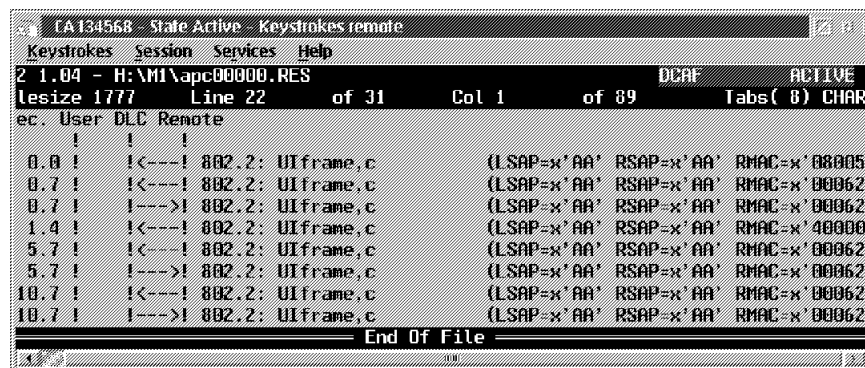 CA134568 - State Active - Keystrokes remote
Keystrokes Session Services Help
2 1.04 - H:\M1\apc00000.RES DCAF ACTIVE
lesize 1777 Line 22 of 31 Col 1 of 89 Tabs( 8) CHAR
ec. User DLC Remote
! ! !
0.0 ! !<---! 802.2: UIframe,c (LSAP=x'AA' RSAP=x'AA' RMAC=x'08005
0.7 ! !<---! 802.2: UIframe,c (LSAP=x'AA' RSAP=x'AA' RMAC=x'00062
0.7 ! !--->! 802.2: UIframe,c (LSAP=x'AA' RSAP=x'AA' RMAC=x'00062
1.4 ! !<---! 802.2: UIframe,c (LSAP=x'AA' RSAP=x'AA' RMAC=x'40000
5.7 ! !<---! 802.2: UIframe,c (LSAP=x'AA' RSAP=x'AA' RMAC=x'00062
5.7 ! !--->! 802.2: UIframe,c (LSAP=x'AA' RSAP=x'AA' RMAC=x'00062
10.7 ! !<---! 802.2: UIframe,c (LSAP=x'AA' RSAP=x'AA' RMAC=x'00062
10.7 ! !--->! 802.2: UIframe,c (LSAP=x'AA' RSAP=x'AA' RMAC=x'00062
End Of File